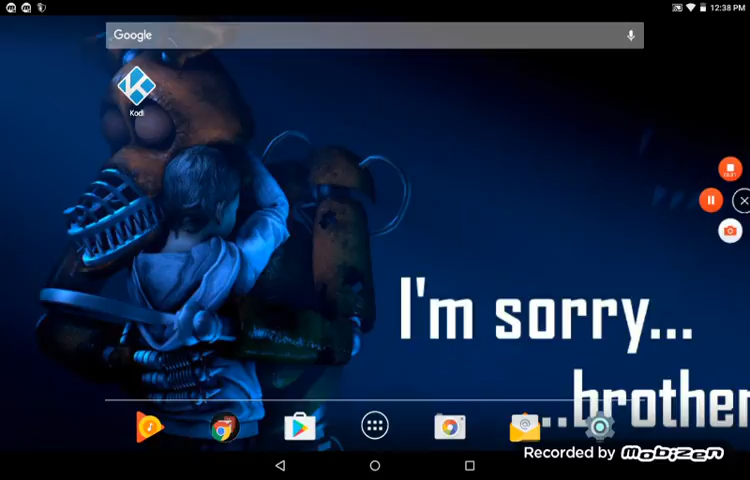 12:38 PM
Google
Kodi
I'm sorry...
...brother
Recorded by Mobizen